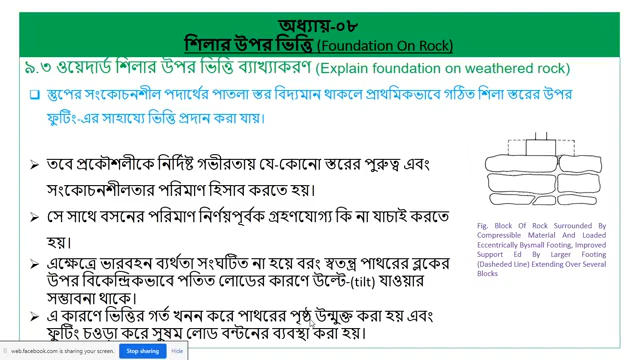 অধ্যায়-০৮
শিলার উপর ভিত্তি (Foundation On Rock)
৯.৩ ওয়েদার্ড শিলার উপর ভিত্তি ব্যাখ্যাকরণ (Explain foundation on weathered rock)
স্তুপের সংকোচনশীল পদার্থের পাতলা স্তর বিদ্যমান থাকলে প্রাথমিকভাবে গঠিত শিলা স্তরের উপর
ফুটিং-এর সাহায্যে ভিত্তি প্রদান করা যায়।
তবে প্রকৌশলীকে নির্দিষ্ট গভীরতায় যে-কোনো স্তরের পুরুত্ব এবং
সংকোচনশীলতার পরিমাণ হিসাব করতে হয়।
সে সাথে বসনের পরিমাণ নির্ণয়পূর্বক গ্রহণযোগ্য কি না যাচাই করতে
হয়।
এক্ষেত্রে ভারবহন ব্যর্থতা সংঘটিত না হয়ে বরং স্বতন্ত্র পাথরের ব্লকের
উপর বিকেন্দ্রিকভাবে পতিত লোডের কারণে উল্টে-(tilt) যাওয়ার
সম্ভাবনা থাকে।
এ কারণে ভিত্তির গর্ত খনন করে পাথরের পৃষ্ঠ উন্মুক্ত করা হয় এবং
ফুটিং চওড়া করে সুষম লোড বণ্টনের ব্যবস্থা করা হয়।
Fig. Block Of Rock Surrounded By
Compressible Material And Loaded
Eccentrically Bysmall Footing, Improved
Support Ed By Larger Footing
(Dasheded Line) Extending Over Several
Blocks
web.facebook.com is sharing your screen.
Stop sharing
Hide